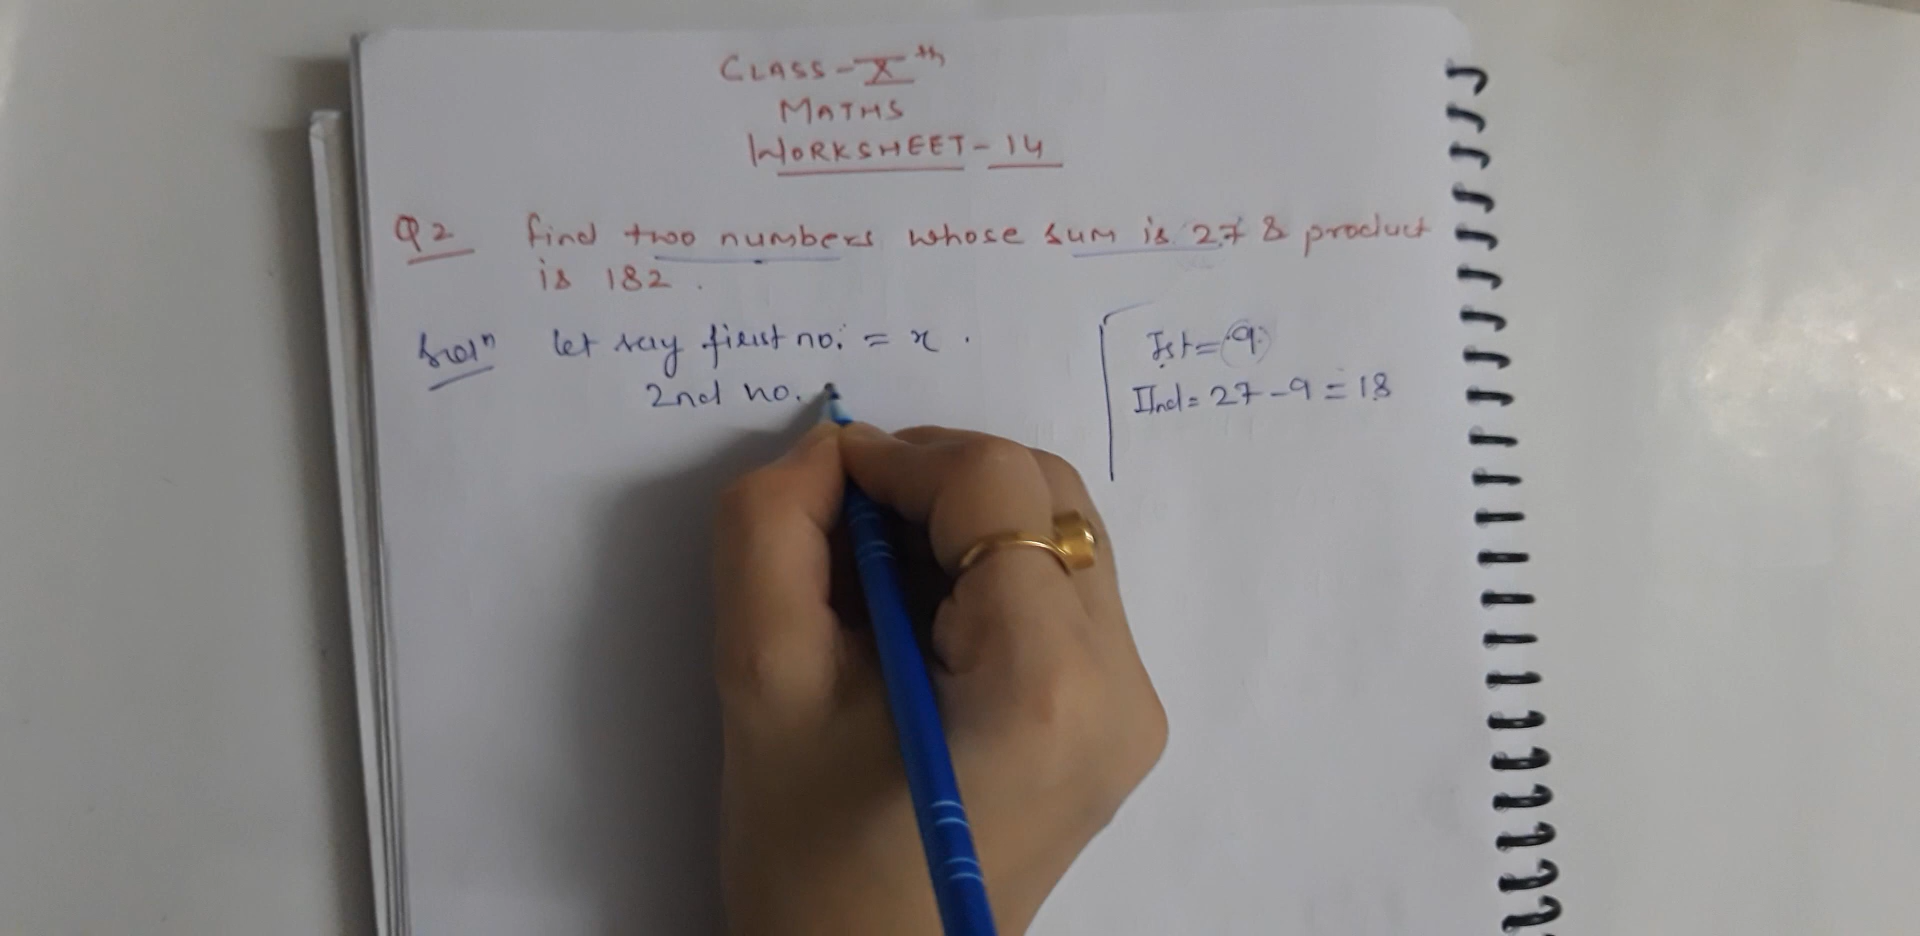 CLASS - Xth
MATHS
WORKSHEET - 14
Q2 find two numbers whose sum is 27 & product
is 182.
Soln let say first no. = x.
2nd no.
Ist = 9
IInd = 27 - 9 = 18